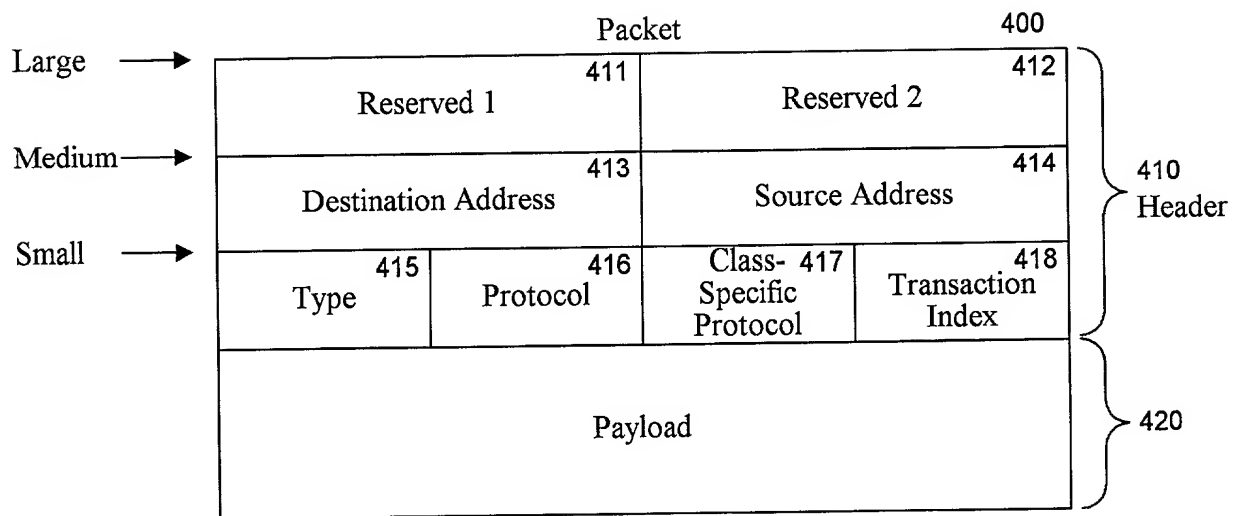 Packet 400
Large
411 412
Reserved 1 Reserved 2
Medium
413 414
Destination Address Source Address
410
Header
Small
415 416 Class- 417 418
Type Protocol Specific Transaction
Protocol Index
Payload
420